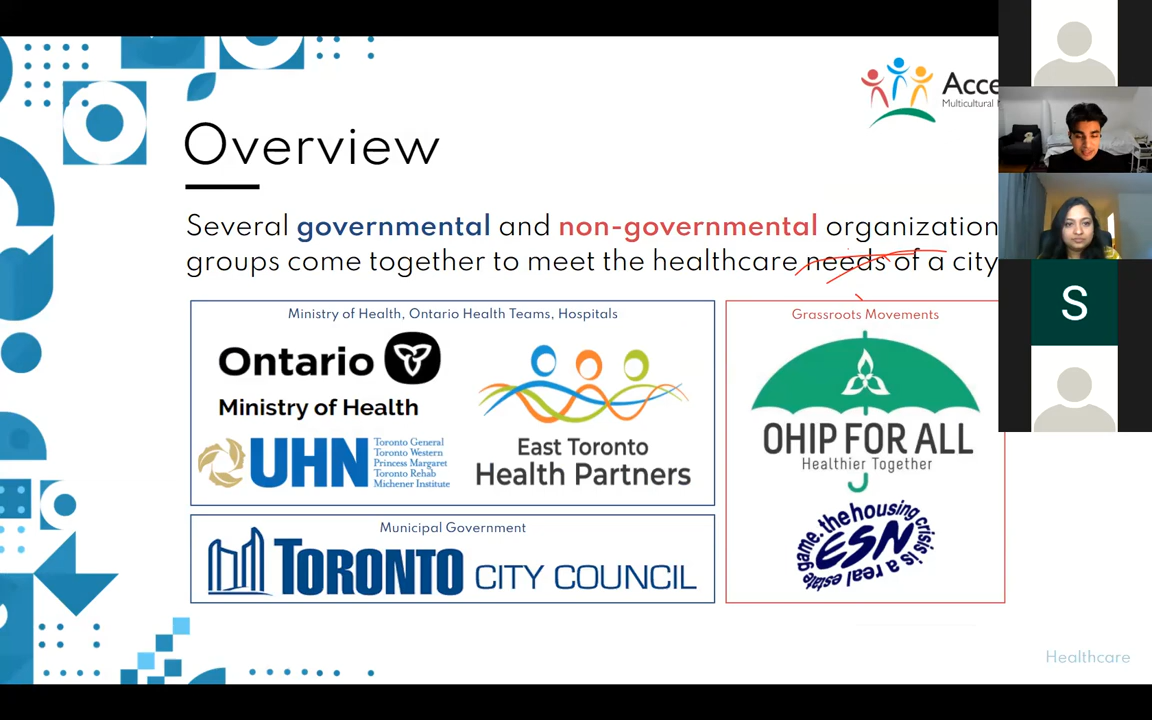 Acce
Multicultural
Overview
Several governmental and non-governmental organization
groups come together to meet the healthcare needs of a city
Ministry of Health, Ontario Health Teams, Hospitals
Ontario
Ministry of Health
UHN
Toronto General
Toronto Western
Princess Margaret
Toronto Rehab
Michener Institute
East Toronto
Health Partners
Municipal Government
TORONTO CITY COUNCIL
Grassroots Movements
OHIP FOR ALL
Healthier Together
ESN
game. the housing crisis is a real estate
S
Healthcare